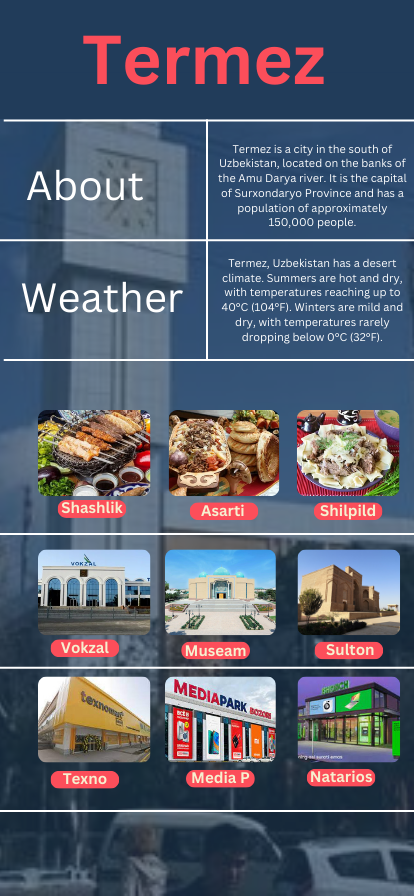 Termez
About
Termez is a city in the south of
Uzbekistan, located on the banks of
the Amu Darya river. It is the capital
of Surxondaryo Province and has a
population of approximately
150,000 people.
Weather
Termez, Uzbekistan has a desert
climate. Summers are hot and dry,
with temperatures reaching up to
40°C (104°F). Winters are mild and
dry, with temperatures rarely
dropping below 0°C (32°F).
Shashlik
Asarti
Shilpild
VOKZAL
Vokzal
Museam
Sulton
texnomart
MEDIAPARK
Texno
Media P
Natarios